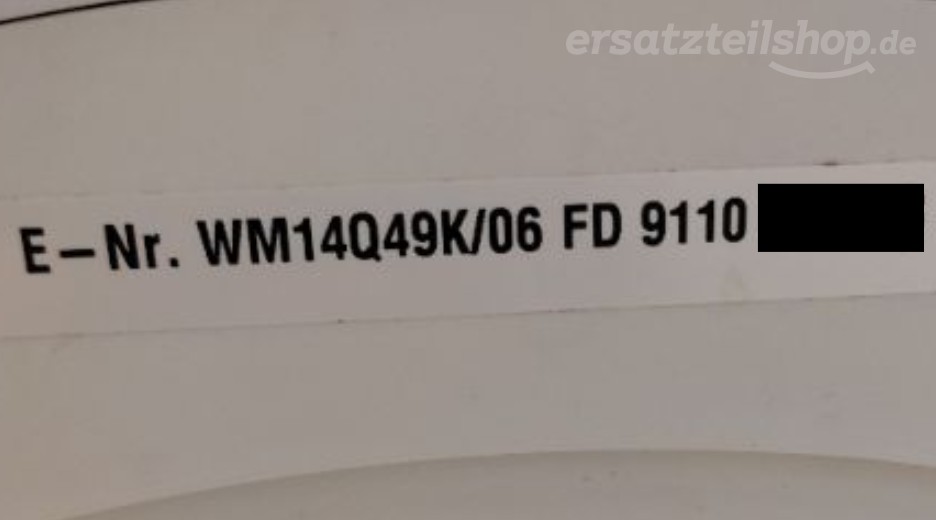 ersatzteilshop.de
E-Nr. WM14Q49K/06 FD 9110